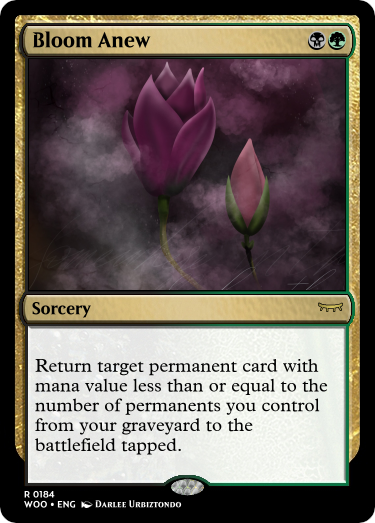 Bloom Anew
Sorcery
Return target permanent card with
mana value less than or equal to the
number of permanents you control
from your graveyard to the
battlefield tapped.
R 0184
WOO • ENG Darlee Urbiztondo